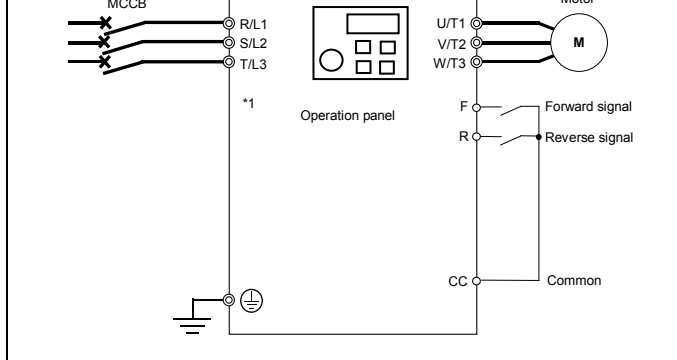 MCCB
Motor
R/L1
S/L2
T/L3
U/T1
V/T2
W/T3
M
*1
Operation panel
F
Forward signal
R
Reverse signal
CC
Common